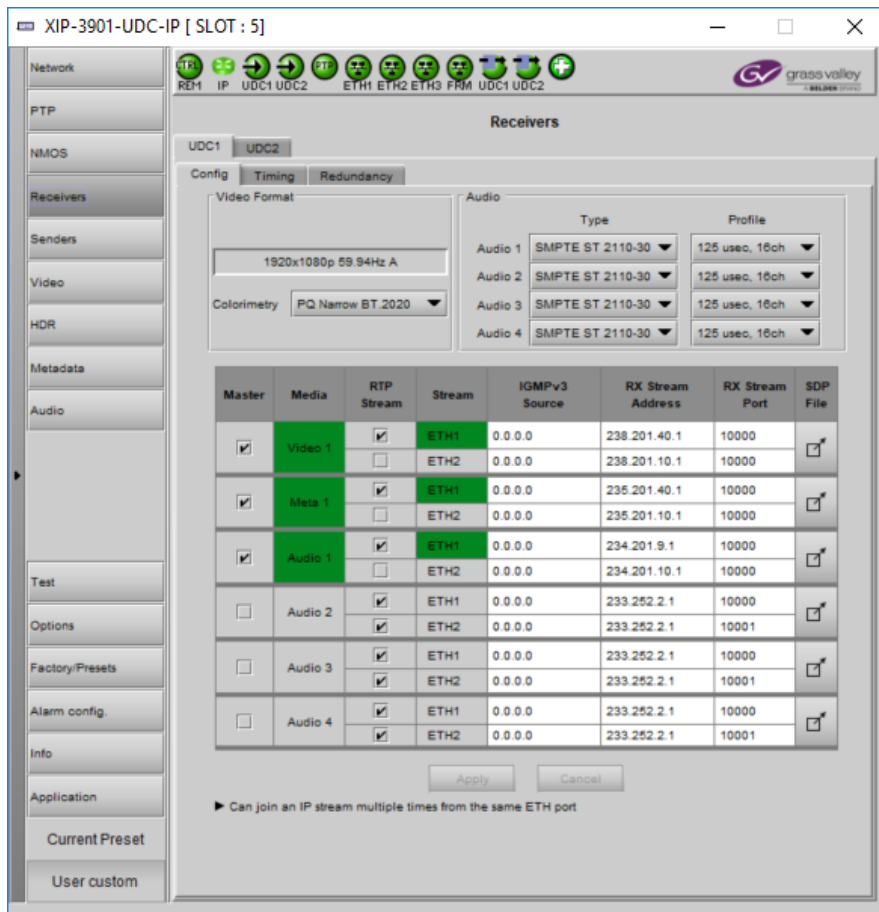 XIP-3901-UDC-IP [ SLOT : 5]
Network
PTP
NMOS
Receivers
Senders
Video
HDR
Metadata
Audio
Test
Options
Factory/Presets
Alarm config.
Info
Application
Current Preset
User custom
CTRL PTP
REM IP UDC1 UDC2 ETH1 ETH2 ETH3 FRM UDC1 UDC2
GV grass valley
A BELDEN BRAND
Receivers
UDC1 UDC2
Config Timing Redundancy
Video Format
1920x1080p 59.94Hz A
Colorimetry PQ Narrow BT.2020
Audio
Type Profile
Audio 1 SMPTE ST 2110-30 125 usec, 16ch
Audio 2 SMPTE ST 2110-30 125 usec, 16ch
Audio 3 SMPTE ST 2110-30 125 usec, 16ch
Audio 4 SMPTE ST 2110-30 125 usec, 16ch
Master Media RTP Stream Stream IGMPv3 Source RX Stream Address RX Stream Port SDP File
Video 1 ETH1 0.0.0.0 238.201.40.1 10000
ETH2 0.0.0.0 238.201.10.1 10000
Meta 1 ETH1 0.0.0.0 235.201.40.1 10000
ETH2 0.0.0.0 235.201.10.1 10000
Audio 1 ETH1 0.0.0.0 234.201.9.1 10000
ETH2 0.0.0.0 234.201.10.1 10000
Audio 2 ETH1 0.0.0.0 233.252.2.1 10000
ETH2 0.0.0.0 233.252.2.1 10001
Audio 3 ETH1 0.0.0.0 233.252.2.1 10000
ETH2 0.0.0.0 233.252.2.1 10001
Audio 4 ETH1 0.0.0.0 233.252.2.1 10000
ETH2 0.0.0.0 233.252.2.1 10001
Apply Cancel
Can join an IP stream multiple times from the same ETH port